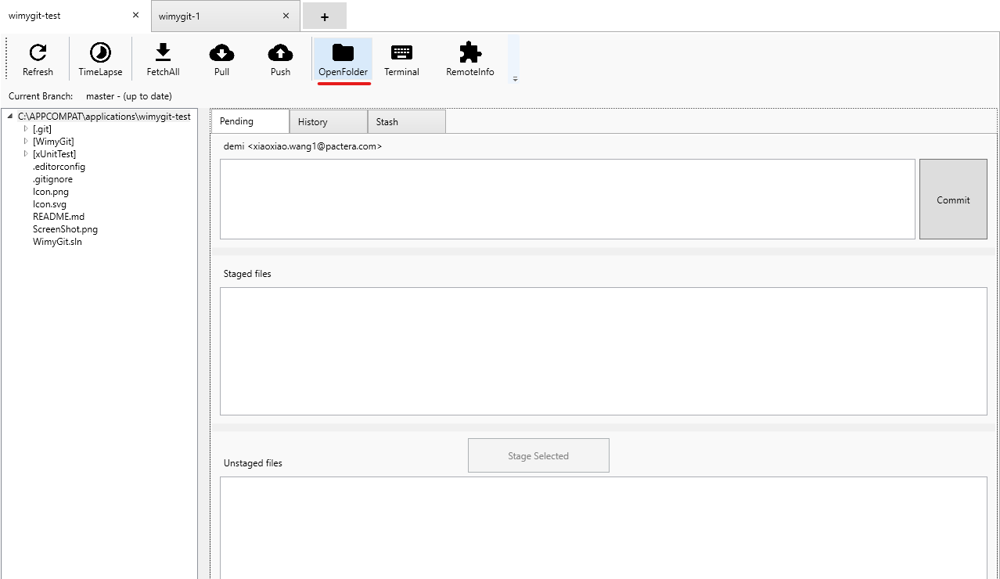 wimygit-test ✕ wimygit-1 ✕ +
Refresh TimeLapse FetchAll Pull Push OpenFolder Terminal RemoteInfo
Current Branch: master - (up to date)
C:\APPCOMPAT\applications\wimygit-test
[.git]
[WimyGit]
[xUnitTest]
.editorconfig
.gitignore
Icon.png
Icon.svg
README.md
ScreenShot.png
WimyGit.sln
Pending History Stash
demi <xiaoxiao.wang1@pactera.com>
Commit
Staged files
Stage Selected
Unstaged files